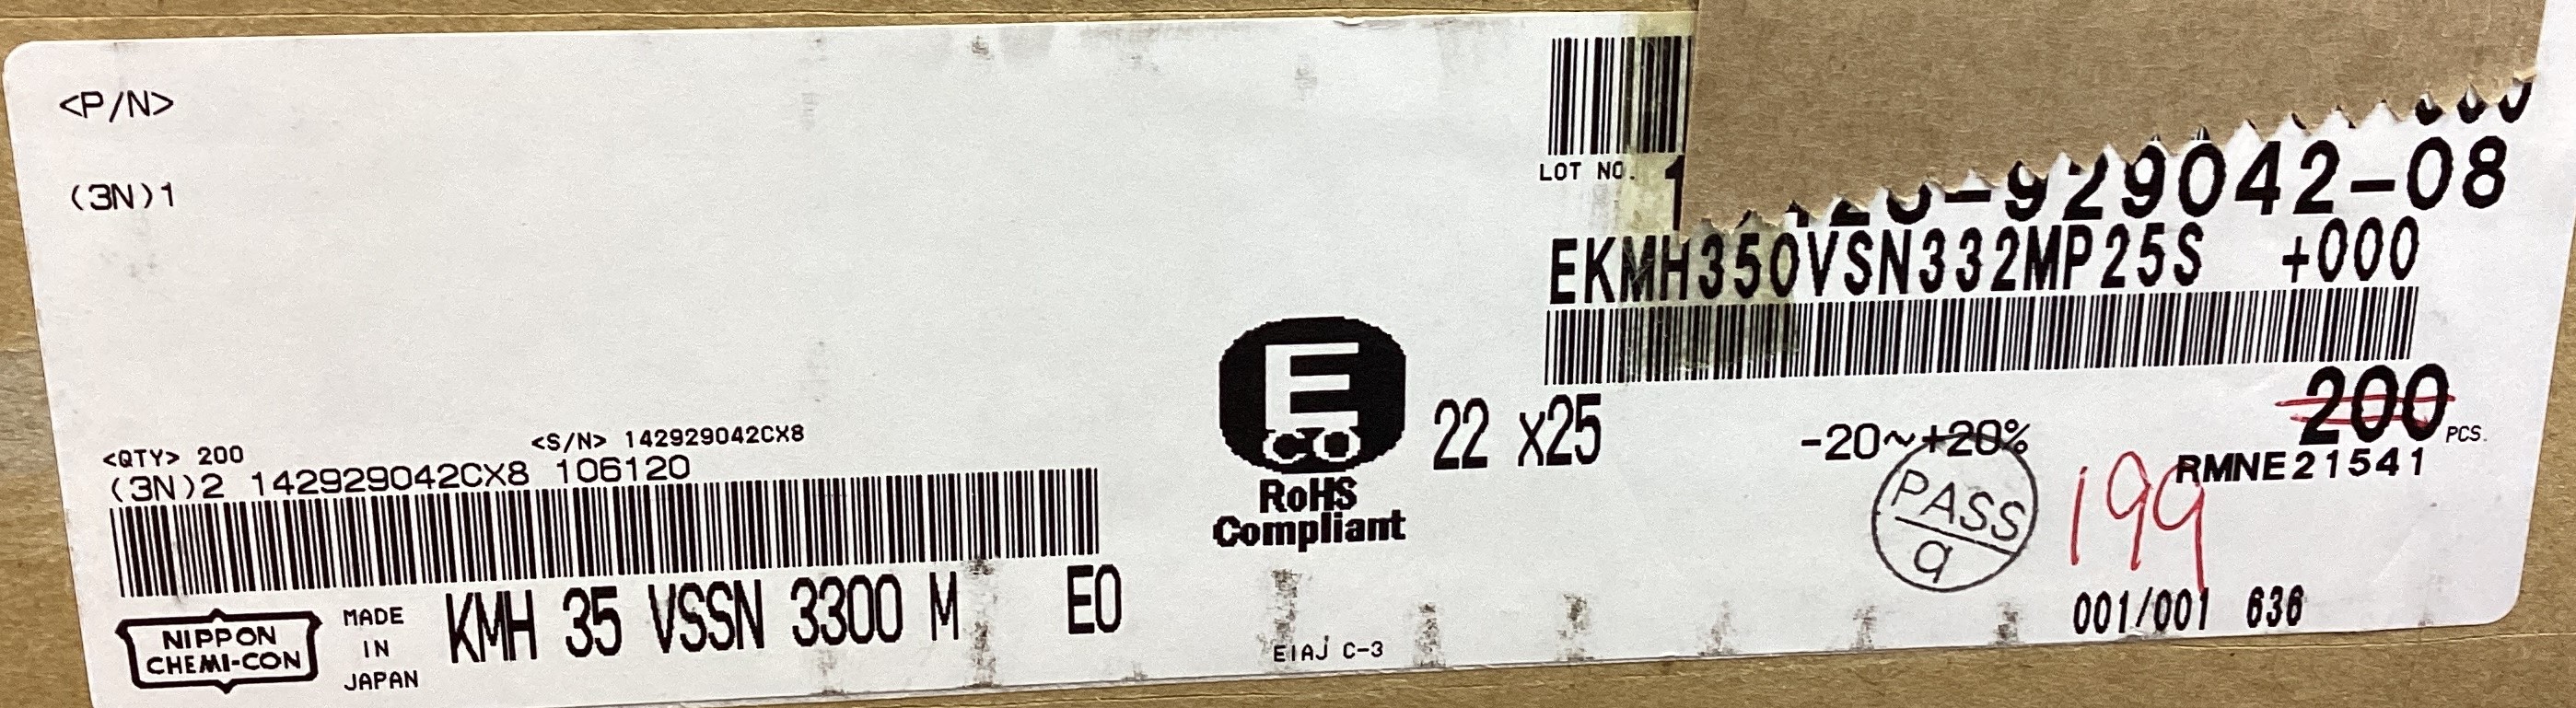 <P/N>
(3N)1
LOT NO. 1
-929042-08
EKMH350VSN332MP25S +000
<QTY> 200 <S/N> 142929042CX8
(3N)2 142929042CX8 106120
E
CO
RoHS
Compliant
22 x25
-20~+20%
200 PCS.
RMNE21541
PASS
a
199
NIPPON
CHEMI-CON
MADE
IN
JAPAN
KMH 35 VSSN 3300 M E0
EIAJ C-3
001/001 636